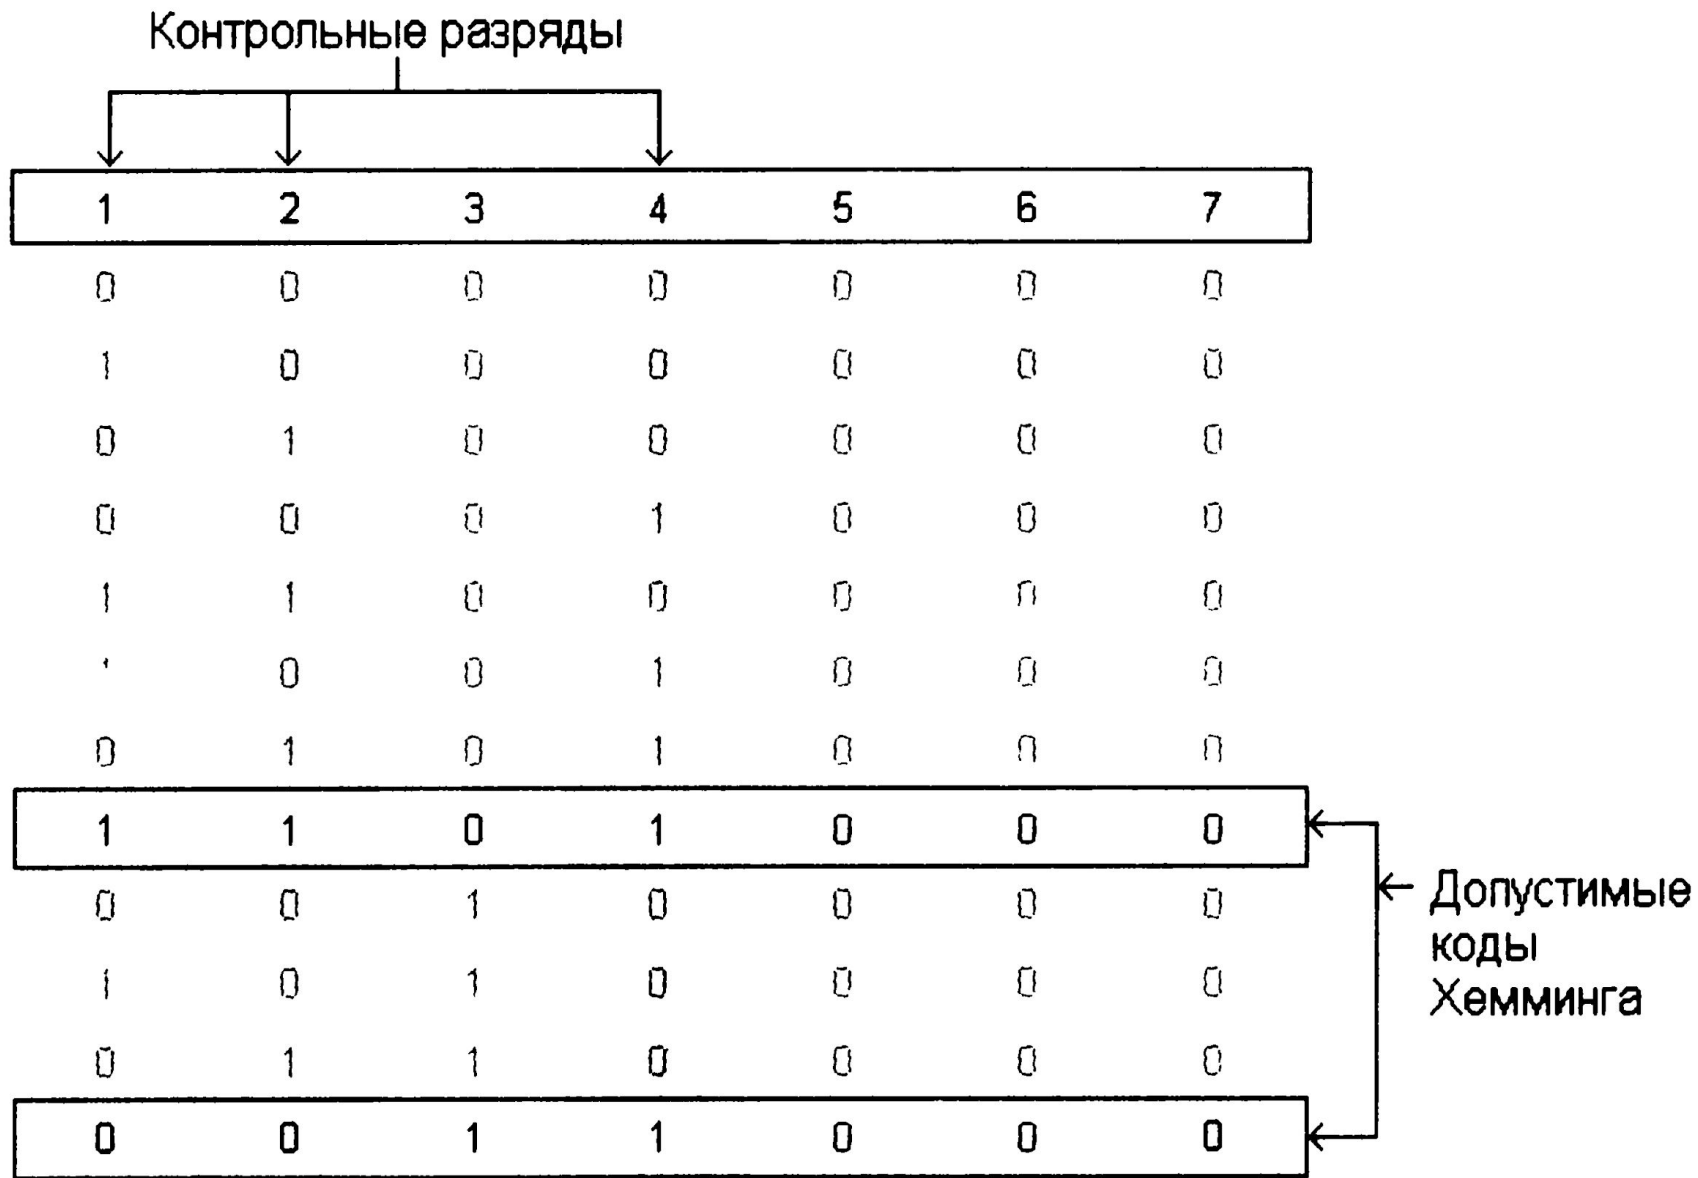 Контрольные разряды
1 2 3 4 5 6 7
0 0 0 0 0 0 0
1 0 0 0 0 0 0
0 1 0 0 0 0 0
0 0 0 1 0 0 0
1 1 0 0 0 0 0
0 0 1 0 0 0
0 1 0 1 0 0 0
1 1 0 1 0 0 0
0 0 1 0 0 0 0
1 0 1 0 0 0 0
0 1 1 0 0 0 0
0 0 1 1 0 0 0
Допустимые
коды
Хемминга